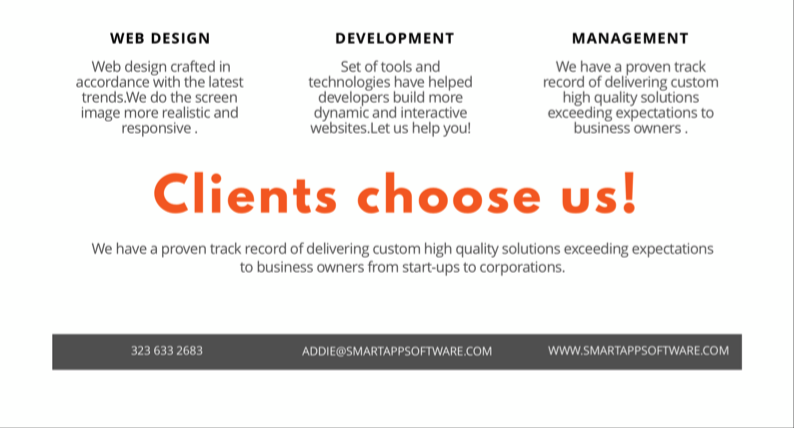 WEB DESIGN
Web design crafted in
accordance with the latest
trends.We do the screen
image more realistic and
responsive .
DEVELOPMENT
Set of tools and
technologies have helped
developers build more
dynamic and interactive
websites.Let us help you!
MANAGEMENT
We have a proven track
record of delivering custom
high quality solutions
exceeding expectations to
business owners .
Clients choose us!
We have a proven track record of delivering custom high quality solutions exceeding expectations
to business owners from start-ups to corporations.
323 633 2683
ADDIE@SMARTAPPSOFTWARE.COM
WWW.SMARTAPPSOFTWARE.COM